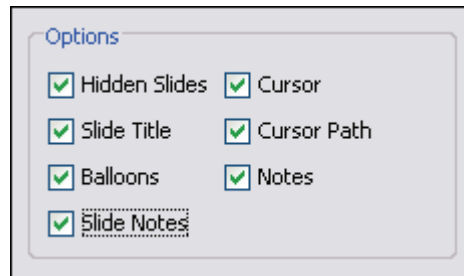 Options
Hidden Slides Cursor
Slide Title Cursor Path
Balloons Notes
Slide Notes